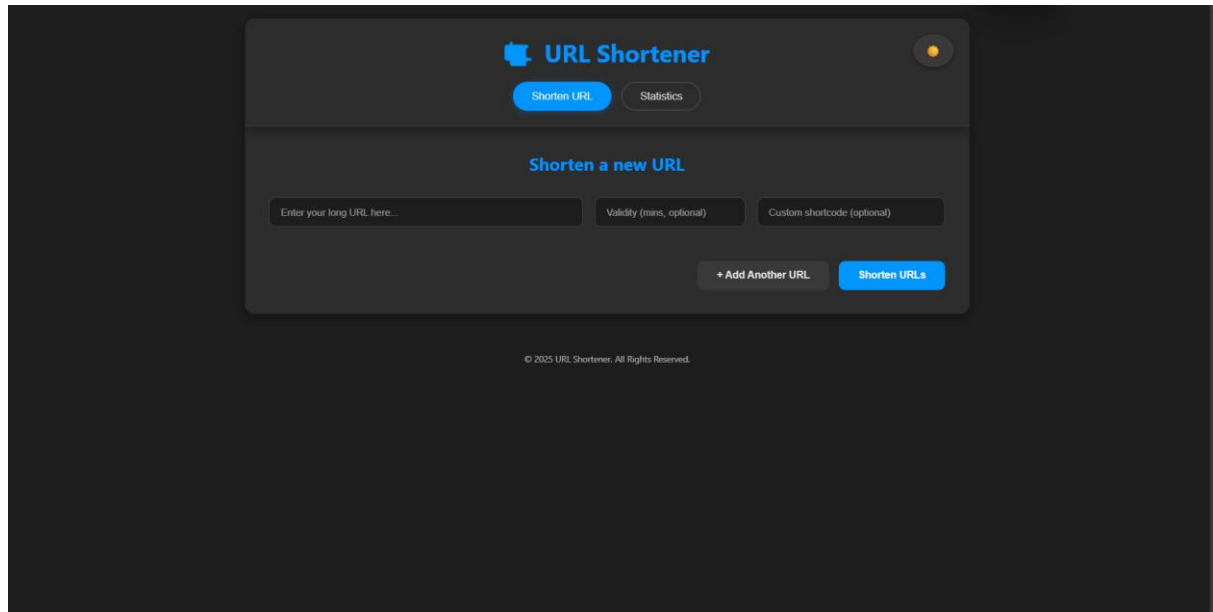 URL Shortener
Shorten URL Statistics
Shorten a new URL
Enter your long URL here... Validity (mins, optional) Custom shortcode (optional)
+ Add Another URL Shorten URLs
© 2025 URL Shortener. All Rights Reserved.